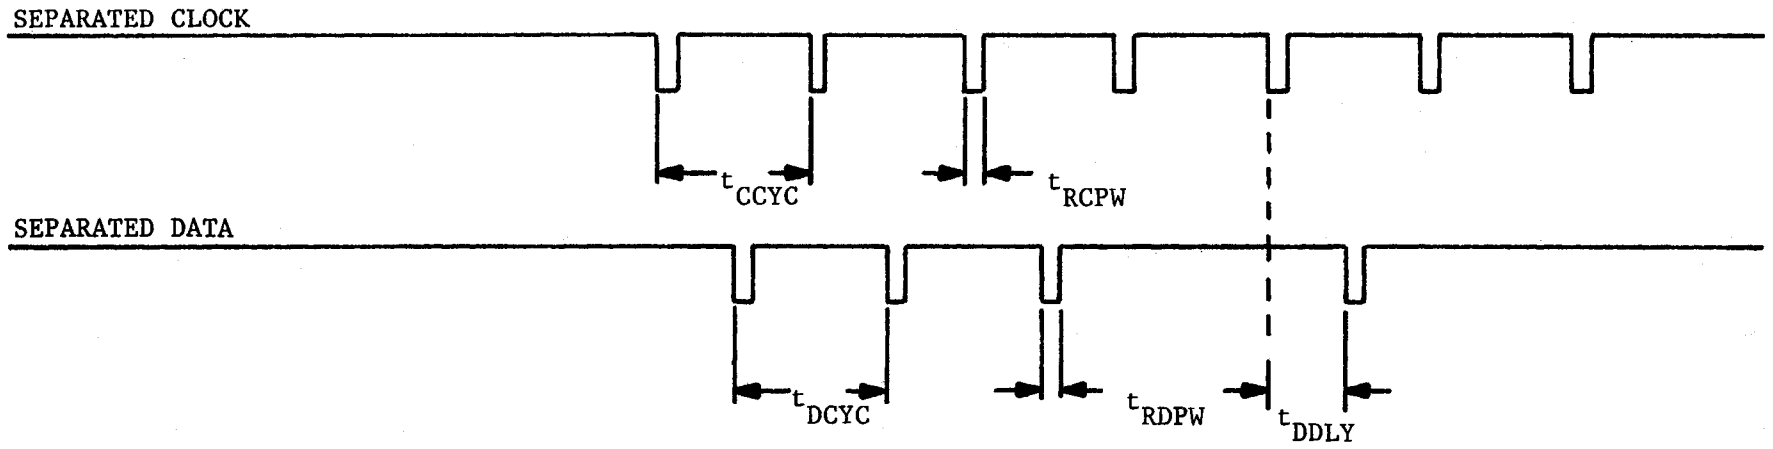 SEPARATED CLOCK
tCCYC
tRCPW
SEPARATED DATA
tDCYC
tRDPW
tDDLY